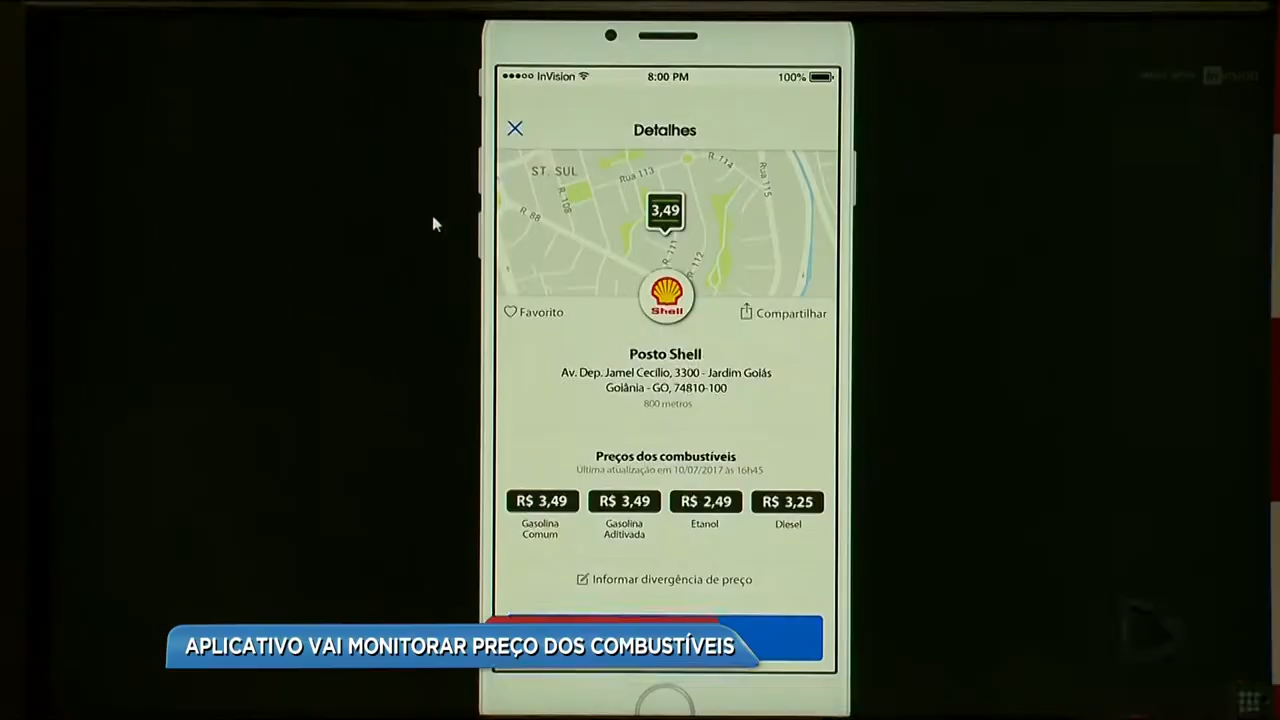 InVision
8:00 PM
100%
Detalhes
ST. SUL
Rua 113
R. 114
Rua 115
R. 108
R. 88
3,49
R. 111
R. 112
Shell
Favorito
Compartilhar
Posto Shell
Av. Dep. Jamel Cecílio, 3300 - Jardim Goiás
Goiânia - GO, 74810-100
800 metros
Preços dos combustíveis
Última atualização em 10/07/2017 às 16h45
R$ 3,49
R$ 3,49
R$ 2,49
R$ 3,25
Gasolina
Comum
Gasolina
Aditivada
Etanol
Diesel
Informar divergência de preço
APLICATIVO VAI MONITORAR PREÇO DOS COMBUSTÍVEIS